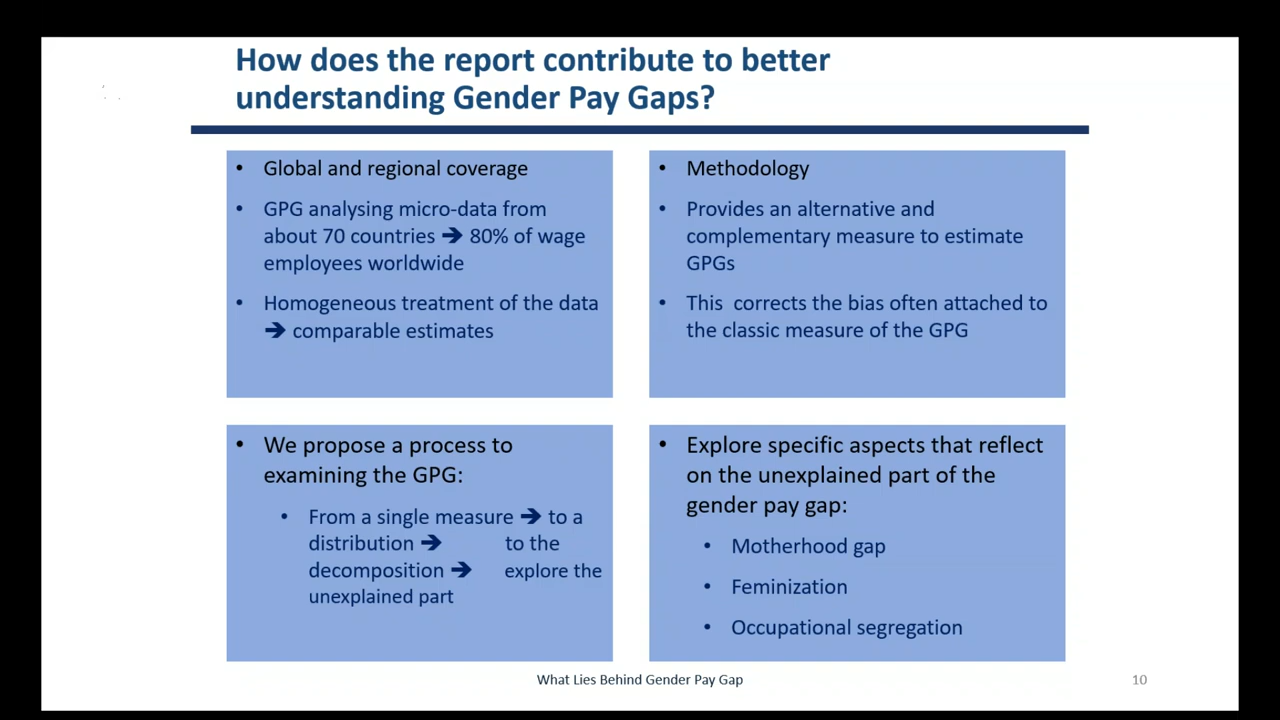 How does the report contribute to better
understanding Gender Pay Gaps?
• Global and regional coverage
• GPG analysing micro-data from
about 70 countries ➔ 80% of wage
employees worldwide
• Homogeneous treatment of the data
➔ comparable estimates
• Methodology
• Provides an alternative and
complementary measure to estimate
GPGs
• This  corrects the bias often attached to
the classic measure of the GPG
• We propose a process to
examining the GPG:
• From a single measure ➔ to a
distribution ➔ to the
decomposition ➔ explore the
unexplained part
• Explore specific aspects that reflect
on the unexplained part of the
gender pay gap:
• Motherhood gap
• Feminization
• Occupational segregation
What Lies Behind Gender Pay Gap
10